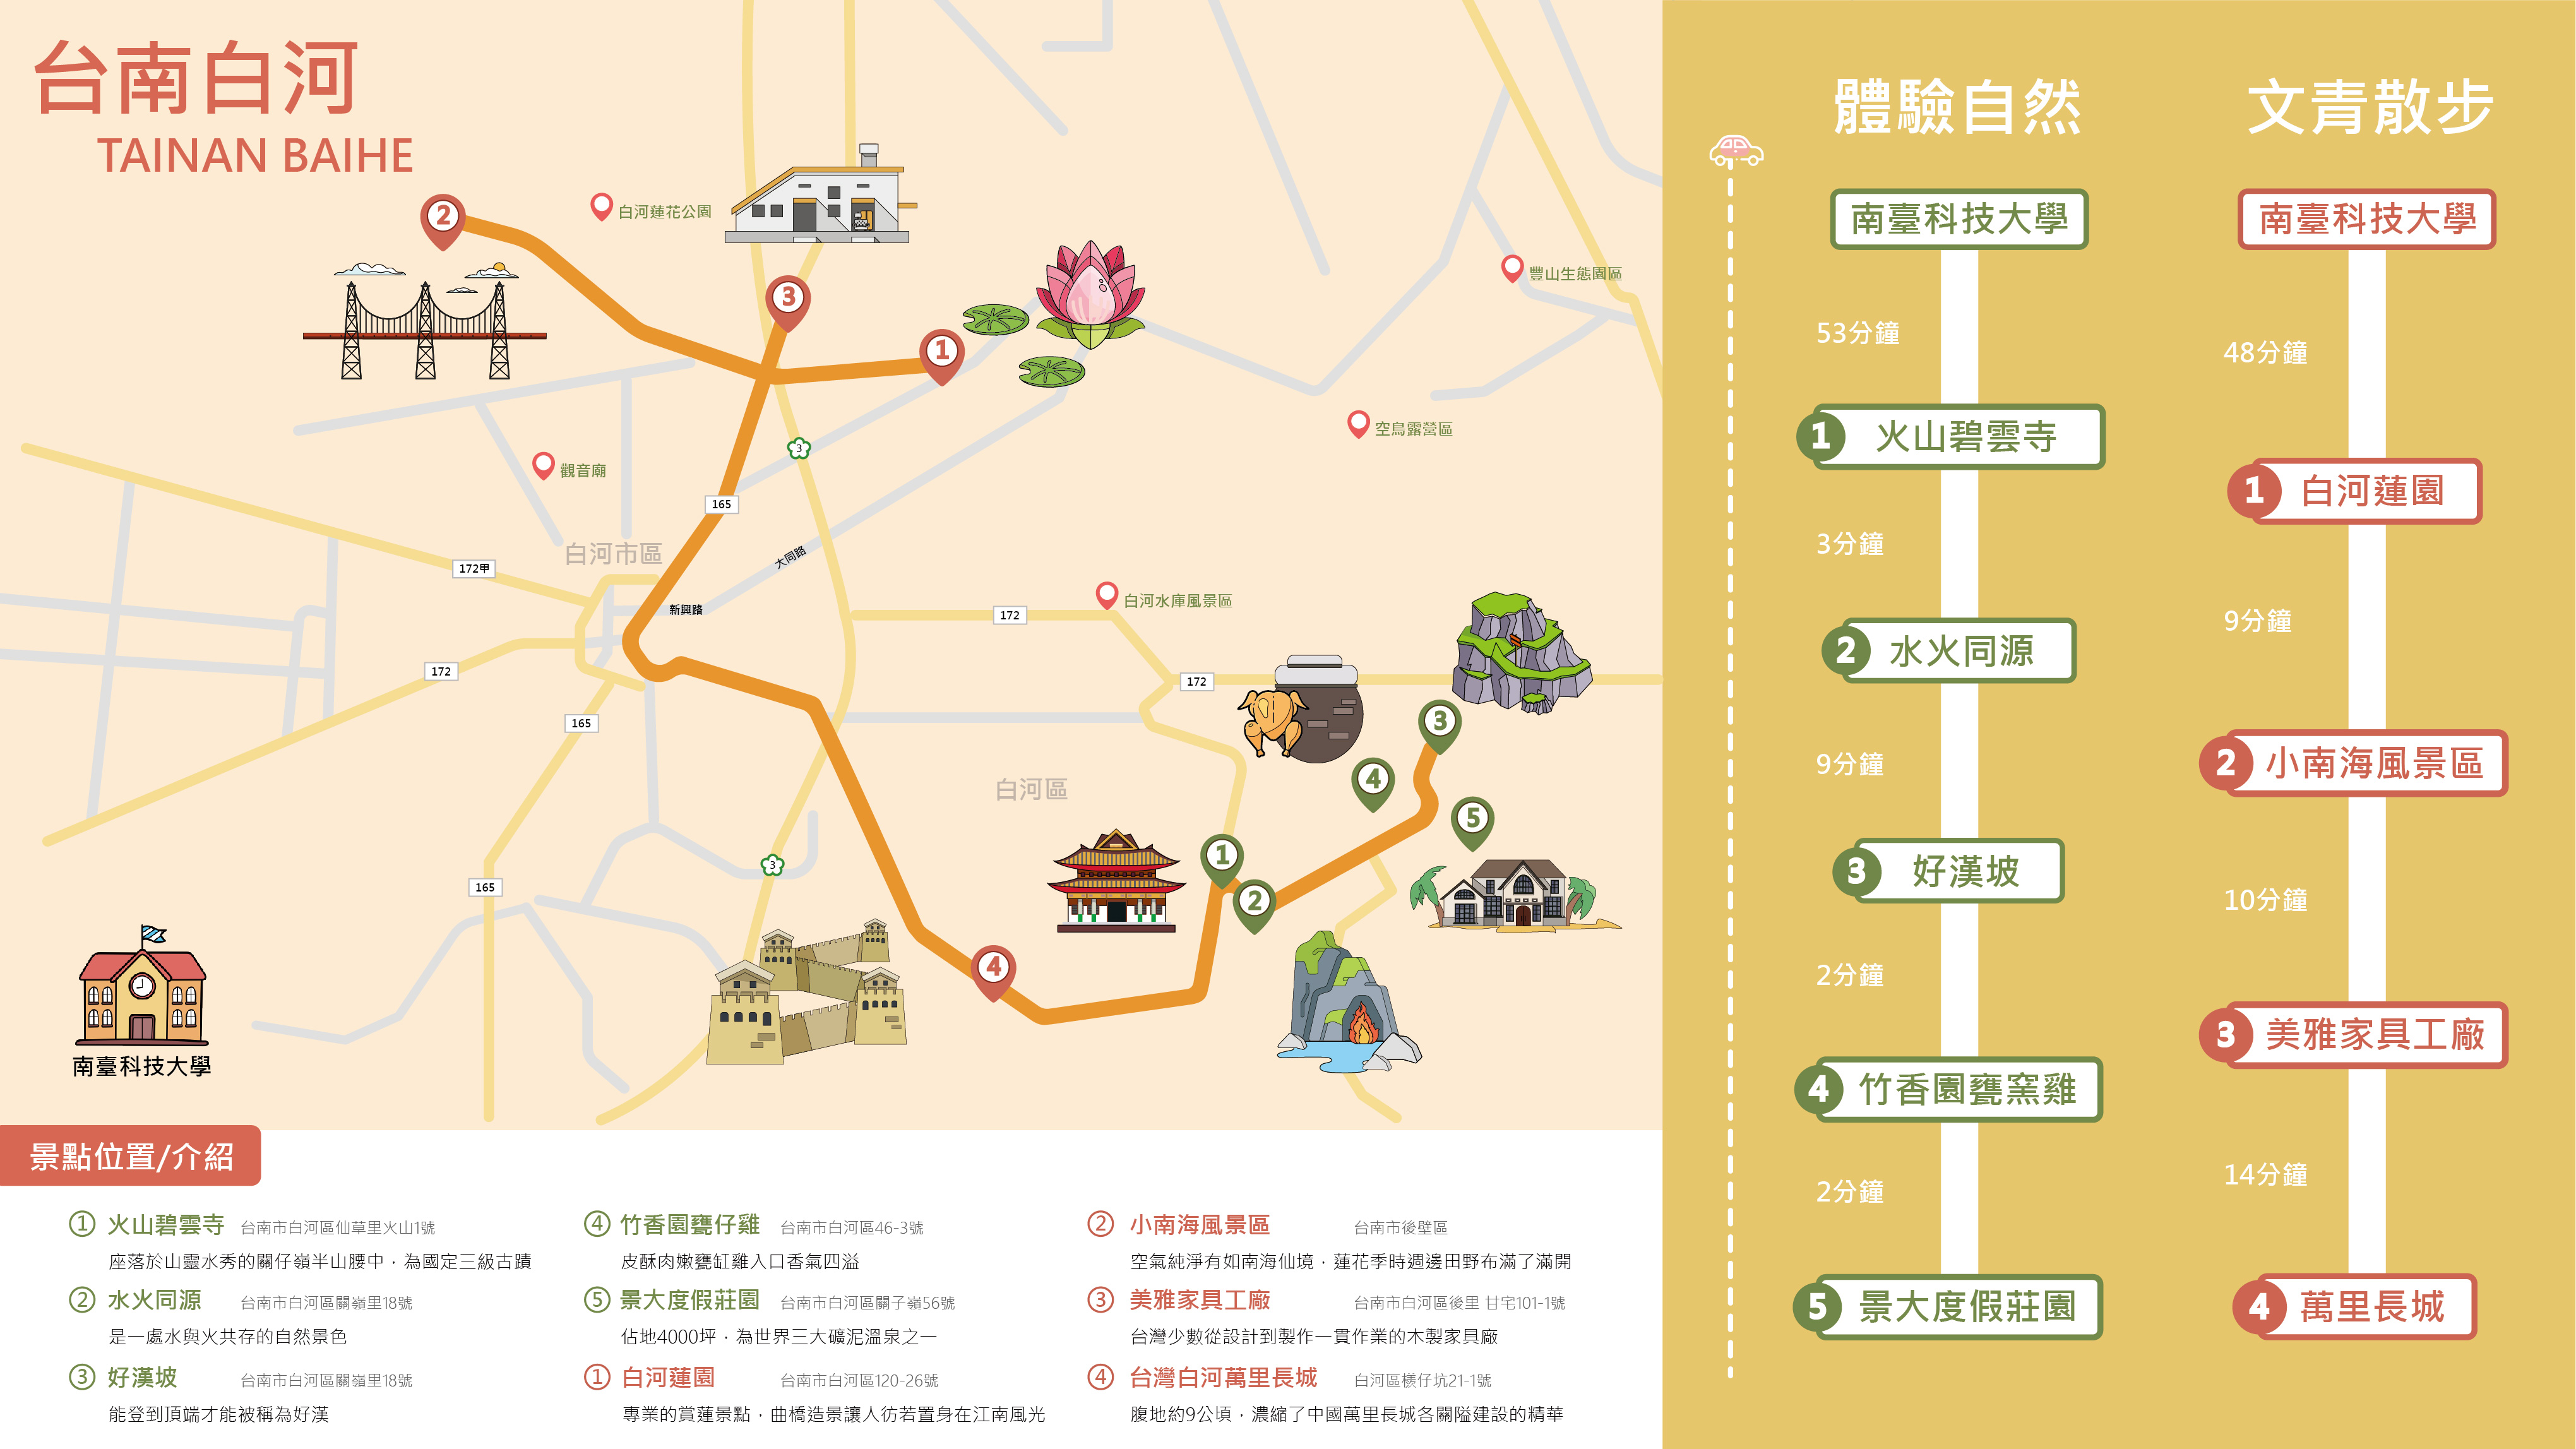 台南白河
TAINAN BAIHE
2
白河蓮花公園
3
1
豐山生態園區
空鳥露營區
3
觀音廟
165
白河市區
大同路
172甲
新興路
白河水庫風景區
172
172
172
165
3
4
白河區
5
1
2
3
165
4
南臺科技大學
景點位置/介紹
① 火山碧雲寺 台南市白河區仙草里火山1號
座落於山靈水秀的關仔嶺半山腰中，為國定三級古蹟
② 水火同源 台南市白河區關嶺里18號
是一處水與火共存的自然景色
③ 好漢坡 台南市白河區關嶺里18號
能登到頂端才能被稱為好漢
④ 竹香園甕仔雞 台南市白河區46-3號
皮酥肉嫩甕缸雞入口香氣四溢
⑤ 景大度假莊園 台南市白河區關子嶺56號
佔地4000坪，為世界三大礦泥溫泉之一
① 白河蓮園 台南市白河區120-26號
專業的賞蓮景點，曲橋造景讓人彷若置身在江南風光
② 小南海風景區 台南市後壁區
空氣純淨有如南海仙境，蓮花季時週邊田野布滿了滿開
③ 美雅家具工廠 台南市白河區後里 甘宅101-1號
台灣少數從設計到製作一貫作業的木製家具廠
④ 台灣白河萬里長城 白河區檨仔坑21-1號
腹地約9公頃，濃縮了中國萬里長城各關隘建設的精華
體驗自然
南臺科技大學
53分鐘
1 火山碧雲寺
3分鐘
2 水火同源
9分鐘
3 好漢坡
2分鐘
4 竹香園甕窯雞
2分鐘
5 景大度假莊園
文青散步
南臺科技大學
48分鐘
1 白河蓮園
9分鐘
2 小南海風景區
10分鐘
3 美雅家具工廠
14分鐘
4 萬里長城